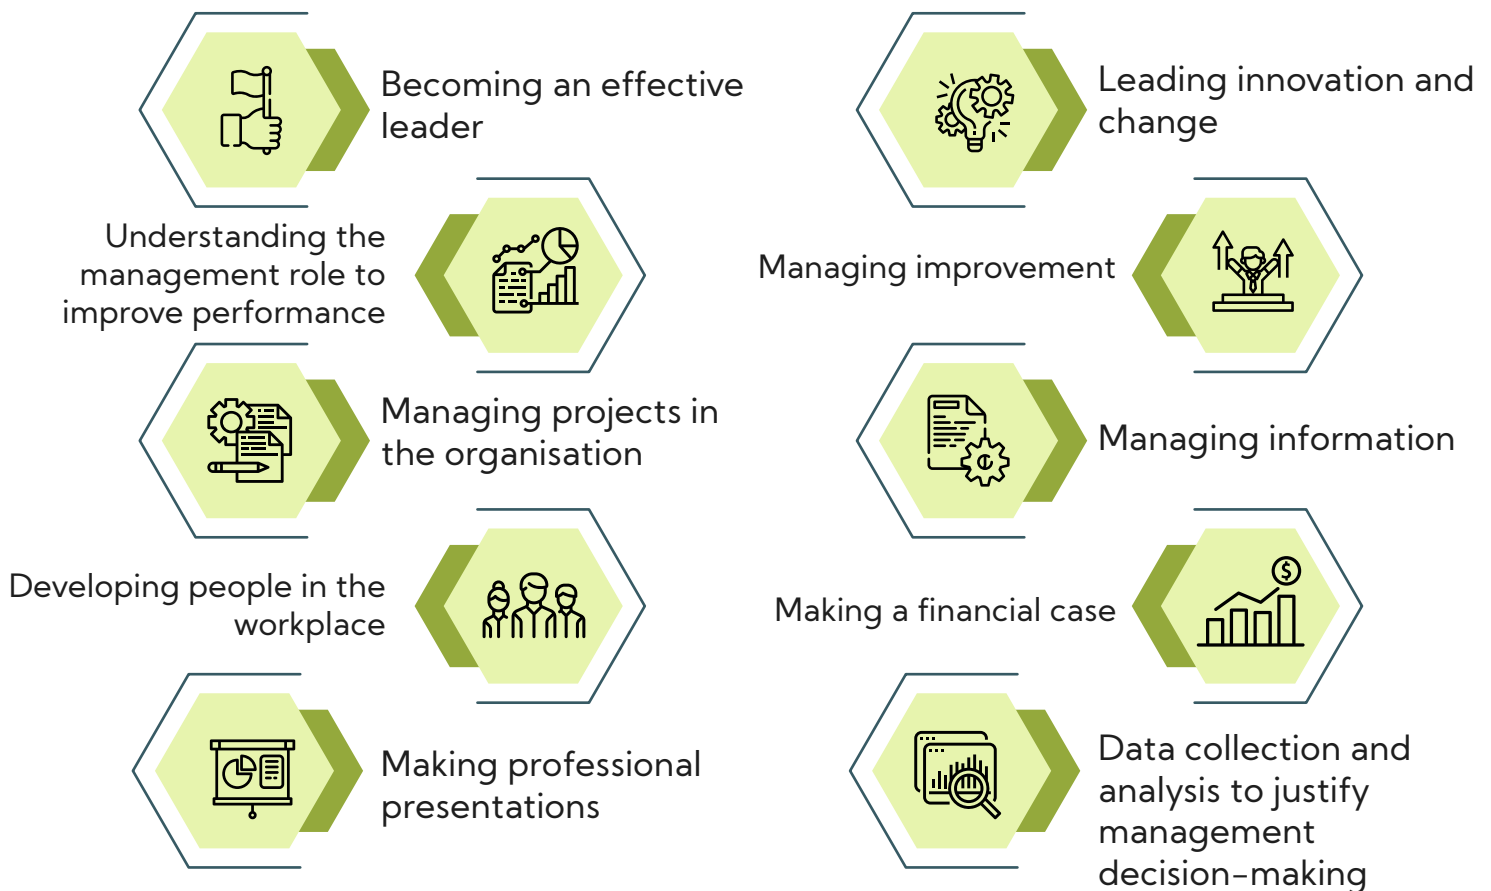 Becoming an effective
leader
Understanding the
management role to
improve performance
Managing projects in
the organisation
Developing people in the
workplace
Making professional
presentations
Leading innovation and
change
Managing improvement
Managing information
Making a financial case
$
Data collection and
analysis to justify
management
decision-making